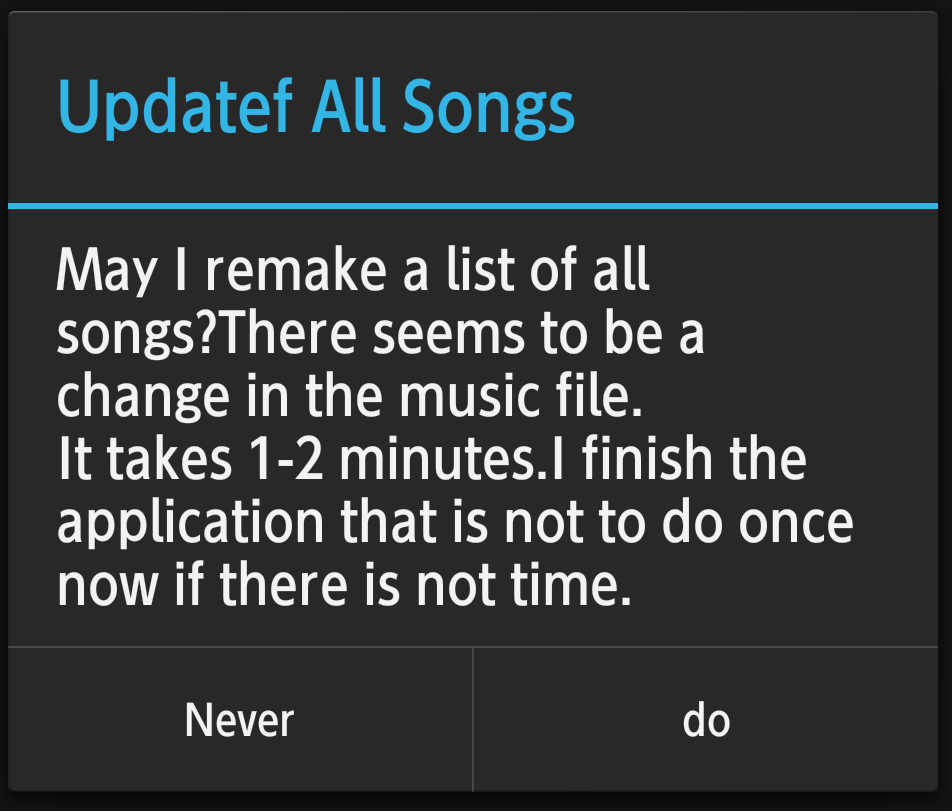 Updatef All Songs
May I remake a list of all
songs?There seems to be a
change in the music file.
It takes 1-2 minutes.I finish the
application that is not to do once
now if there is not time.
Never
do